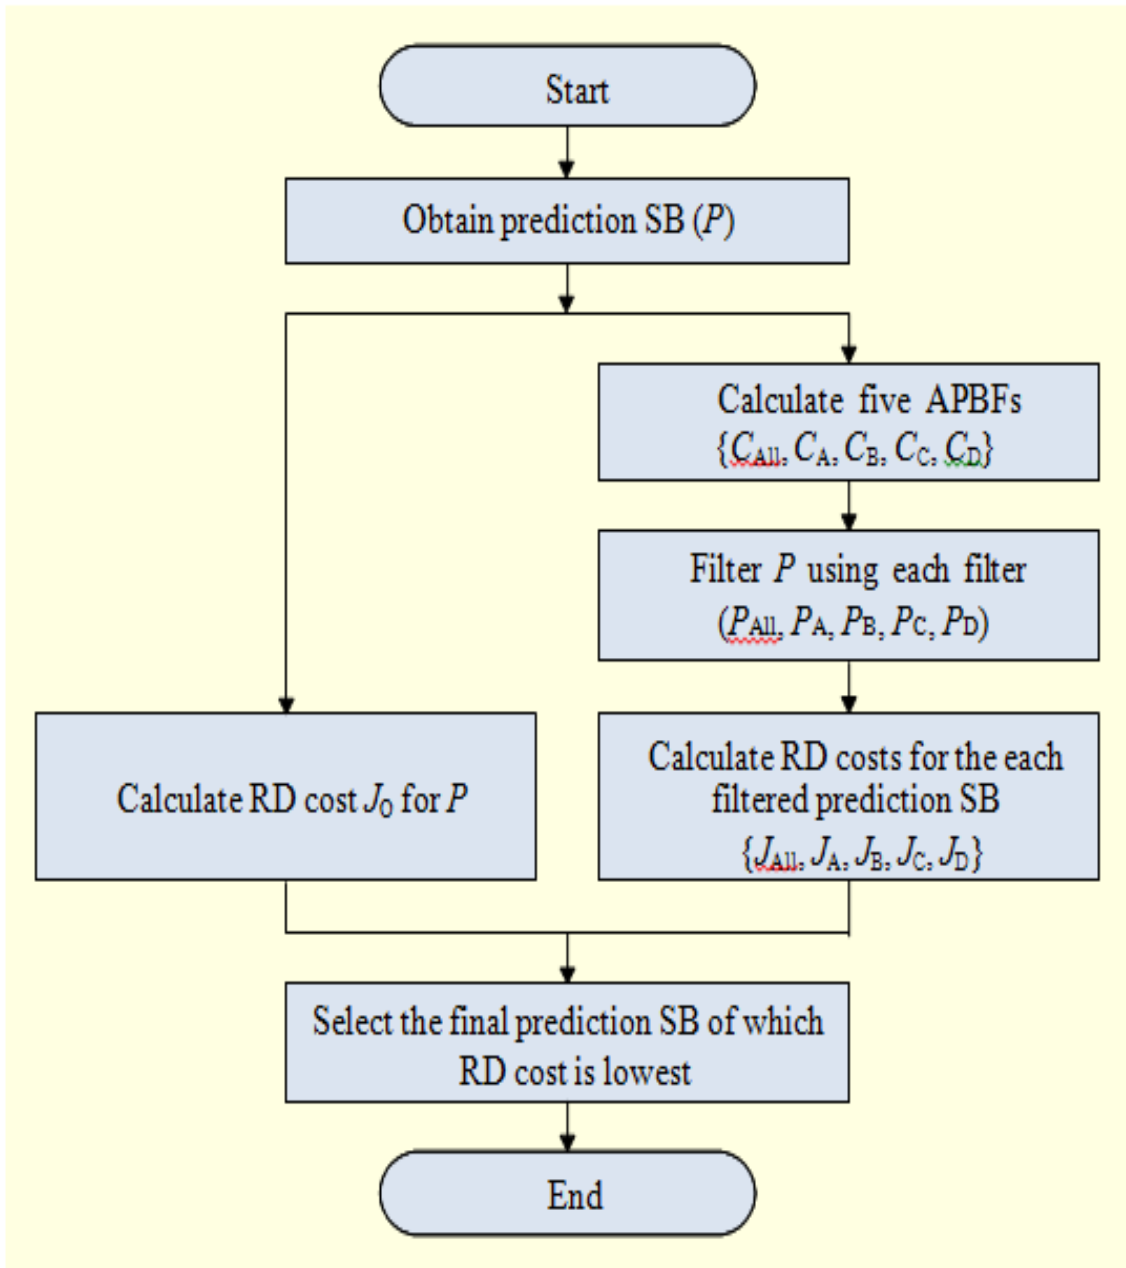 Start
Obtain prediction SB (P)
Calculate five APBFs
{CAll, CA, CB, CC, CD}
Filter P using each filter
(PAll, PA, PB, PC, PD)
Calculate RD cost JO for P
Calculate RD costs for the each
filtered prediction SB
{JAll, JA, JB, JC, JD}
Select the final prediction SB of which
RD cost is lowest
End